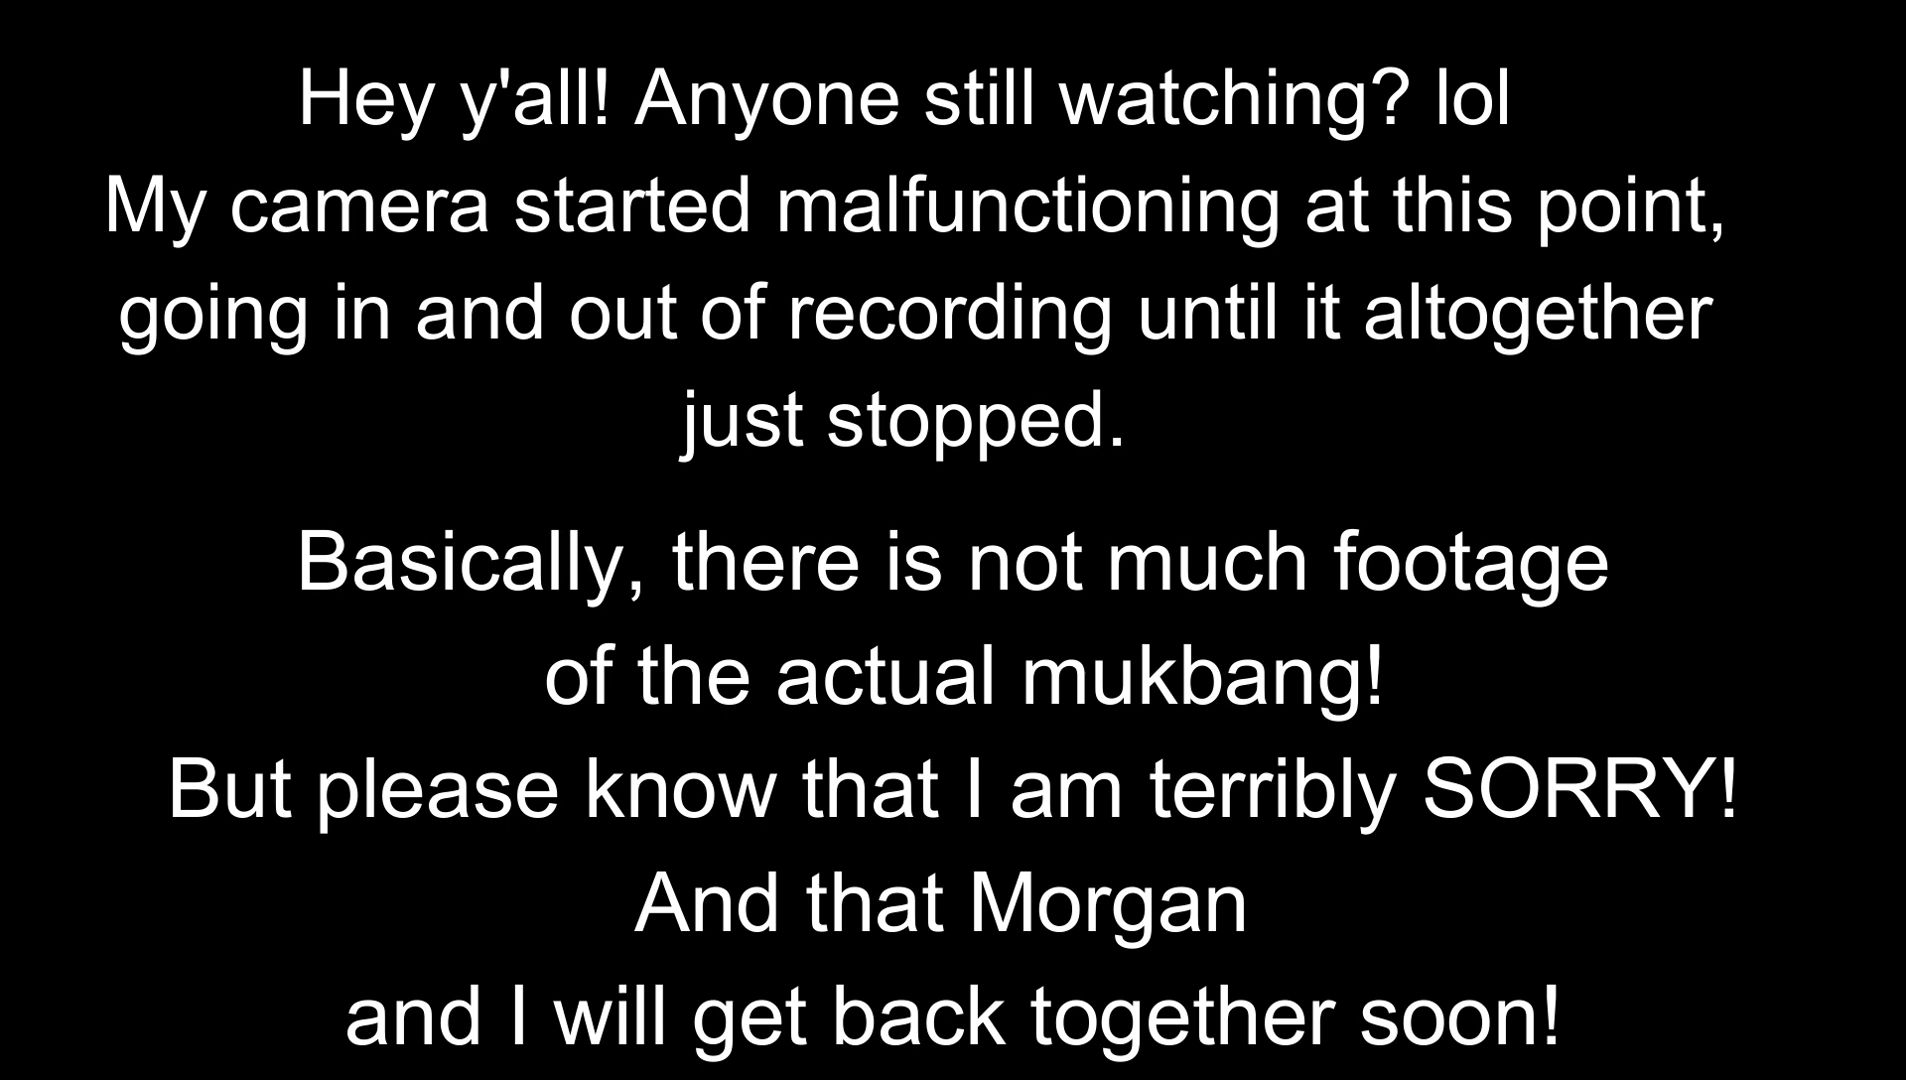 Hey y'all! Anyone still watching? lol
My camera started malfunctioning at this point,
going in and out of recording until it altogether
just stopped.
Basically, there is not much footage
of the actual mukbang!
But please know that I am terribly SORRY!
And that Morgan
and I will get back together soon!